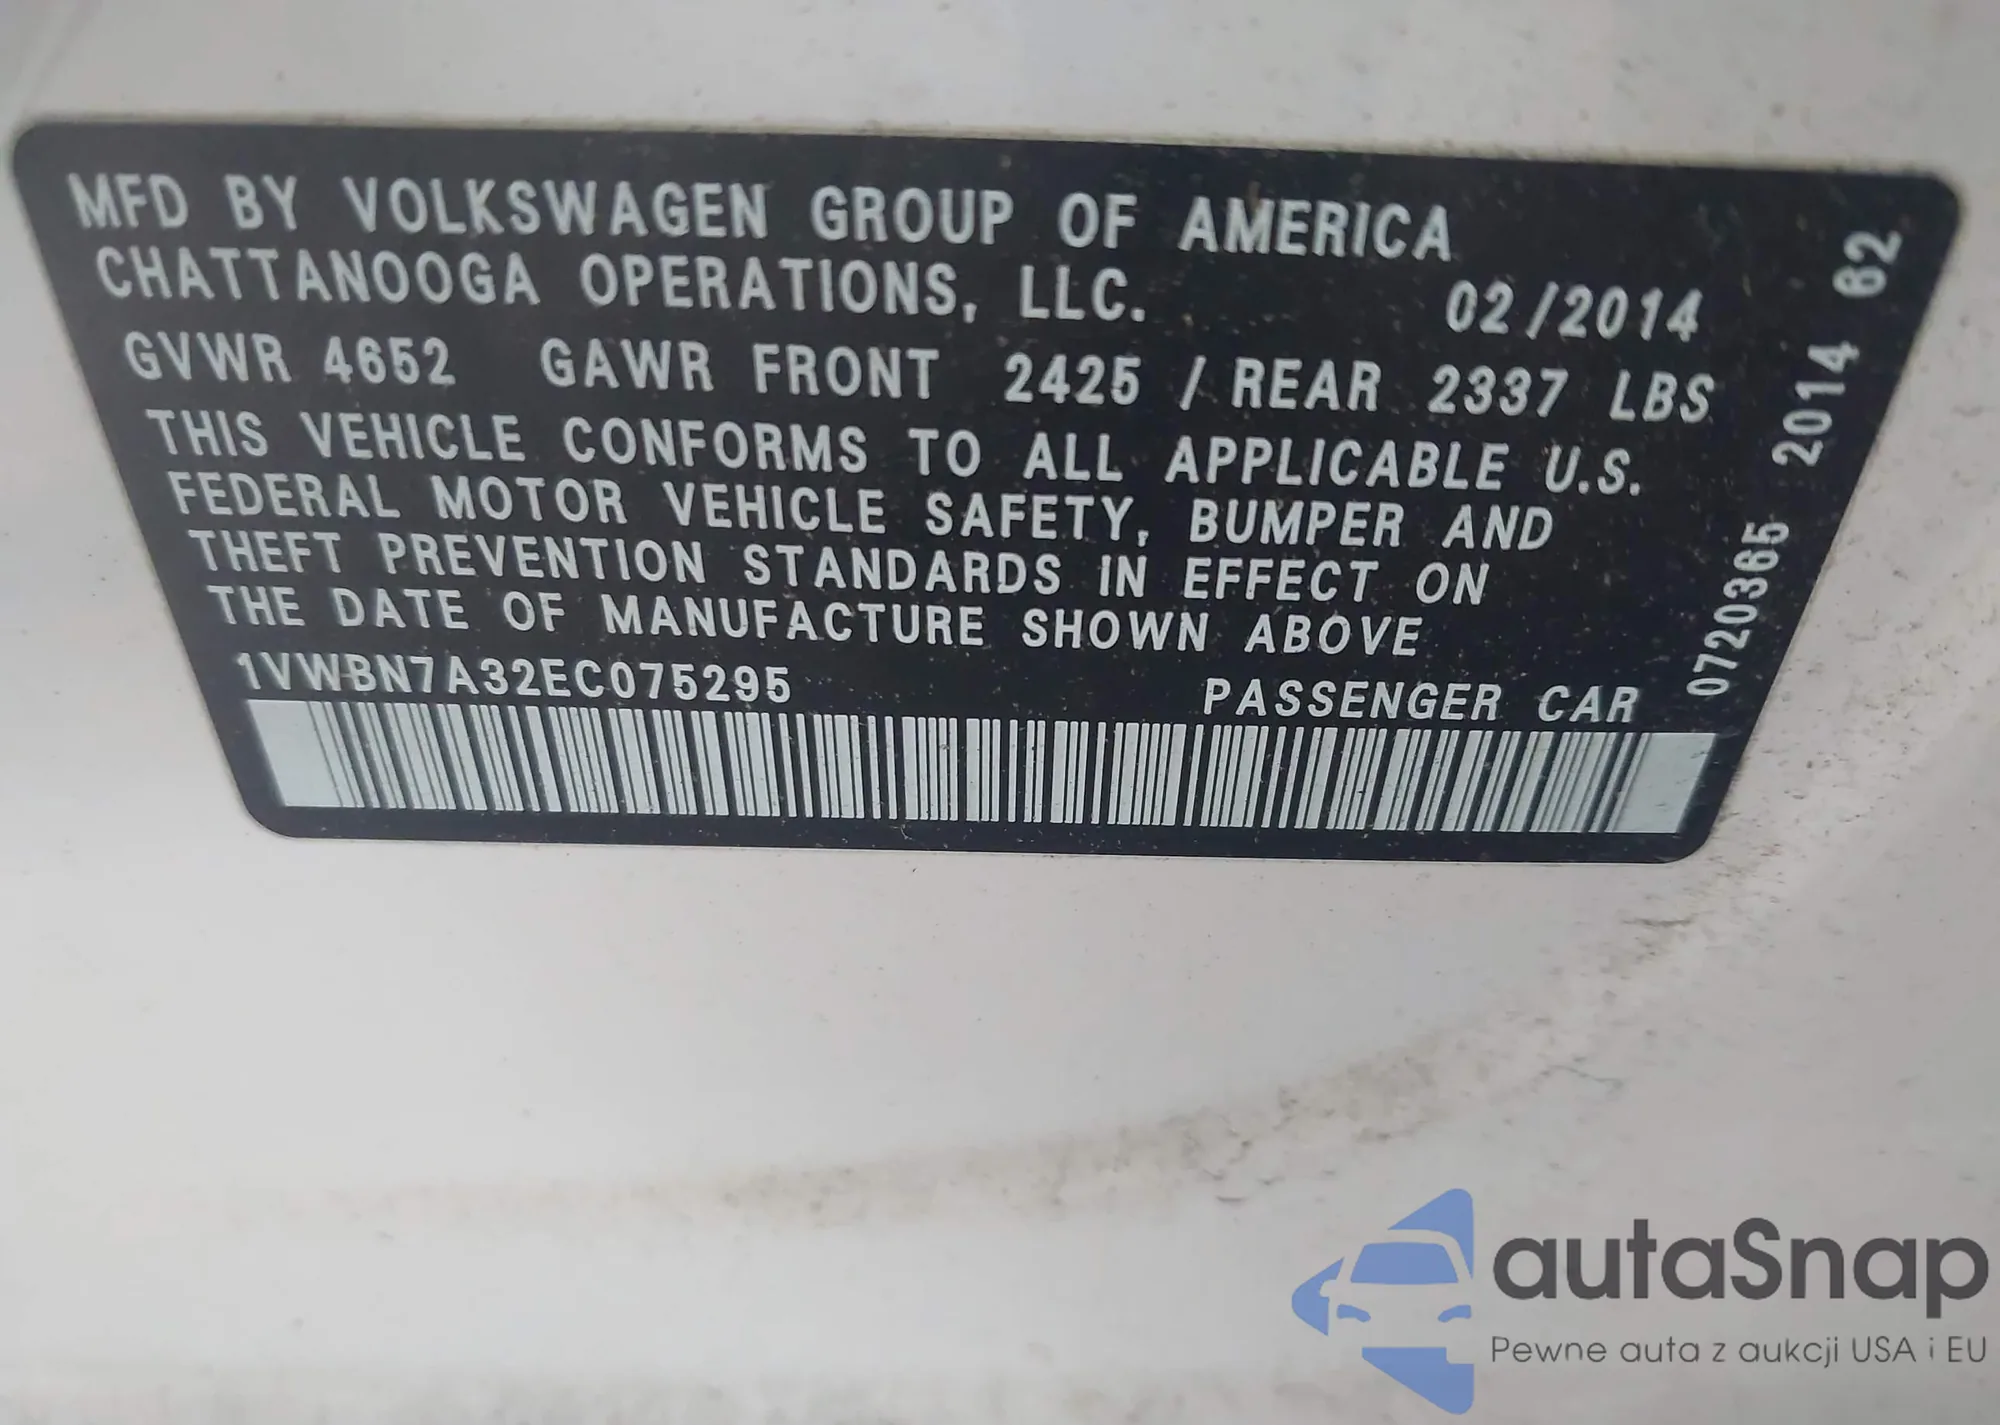 MFD BY VOLKSWAGEN GROUP OF AMERICA
CHATTANOOGA OPERATIONS, LLC. 02/2014
GVWR 4652 GAWR FRONT 2425 / REAR 2337 LBS
THIS VEHICLE CONFORMS TO ALL APPLICABLE U.S.
FEDERAL MOTOR VEHICLE SAFETY, BUMPER AND
THEFT PREVENTION STANDARDS IN EFFECT ON
THE DATE OF MANUFACTURE SHOWN ABOVE
1VWBN7A32EC075295 PASSENGER CAR
0720365 2014 62
autaSnap
Pewne auta z aukcji USA i EU